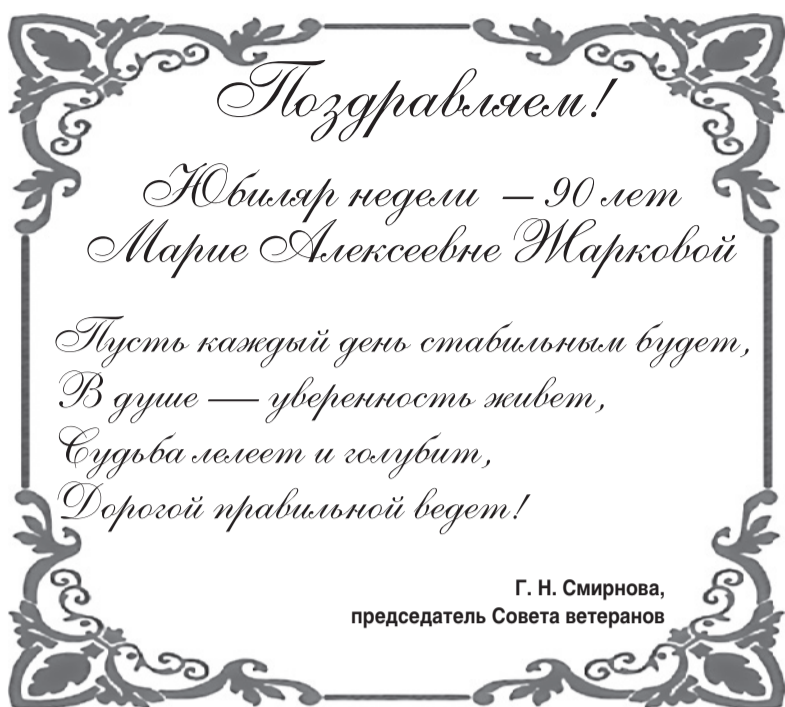 Поздравляем!
Юбиляр недели – 90 лет
Марие Алексеевне Жарковой
Пусть каждый день стабильным будет,
В душе — уверенность живет,
Судьба лелеет и голубит,
Дорогой правильной ведет!
Г. Н. Смирнова,
председатель Совета ветеранов